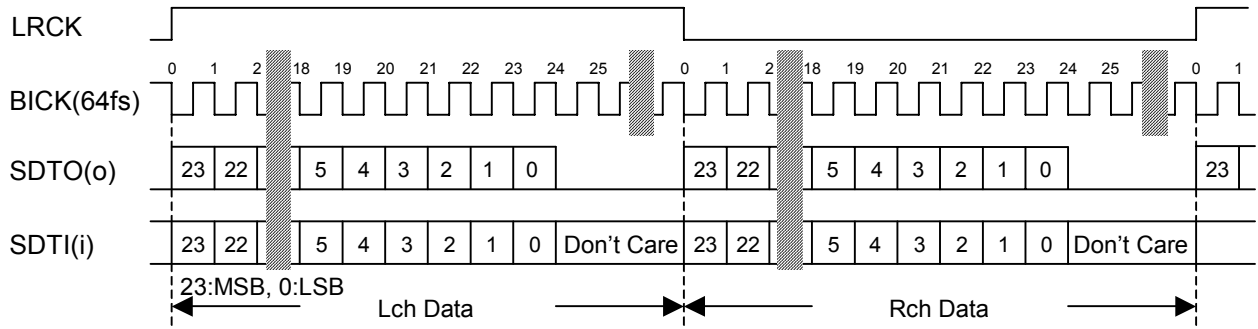 LRCK
0 1 2 18 19 20 21 22 23 24 25 0 1 2 18 19 20 21 22 23 24 25 0 1
BICK(64fs)
SDTO(o) 23 22 5 4 3 2 1 0 23 22 5 4 3 2 1 0 23
SDTI(i) 23 22 5 4 3 2 1 0 Don't Care 23 22 5 4 3 2 1 0 Don't Care
23:MSB, 0:LSB
Lch Data Rch Data